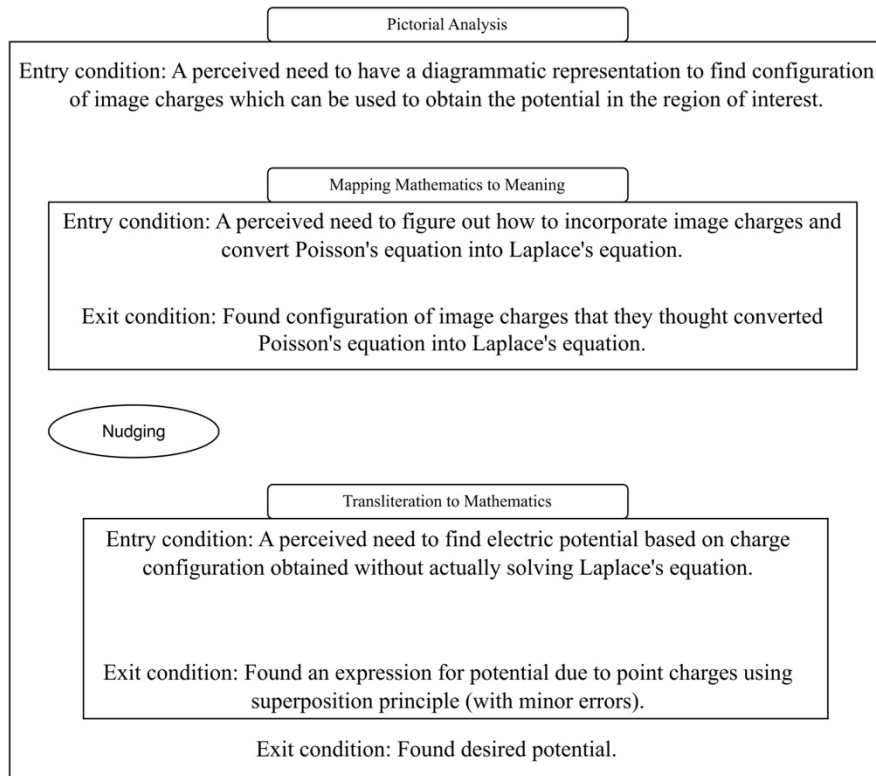 Pictorial Analysis
Entry condition: A perceived need to have a diagrammatic representation to find configuration
of image charges which can be used to obtain the potential in the region of interest.
Mapping Mathematics to Meaning
Entry condition: A perceived need to figure out how to incorporate image charges and
convert Poisson's equation into Laplace's equation.
Exit condition: Found configuration of image charges that they thought converted
Poisson's equation into Laplace's equation.
Nudging
Transliteration to Mathematics
Entry condition: A perceived need to find electric potential based on charge
configuration obtained without actually solving Laplace's equation.
Exit condition: Found an expression for potential due to point charges using
superposition principle (with minor errors).
Exit condition: Found desired potential.